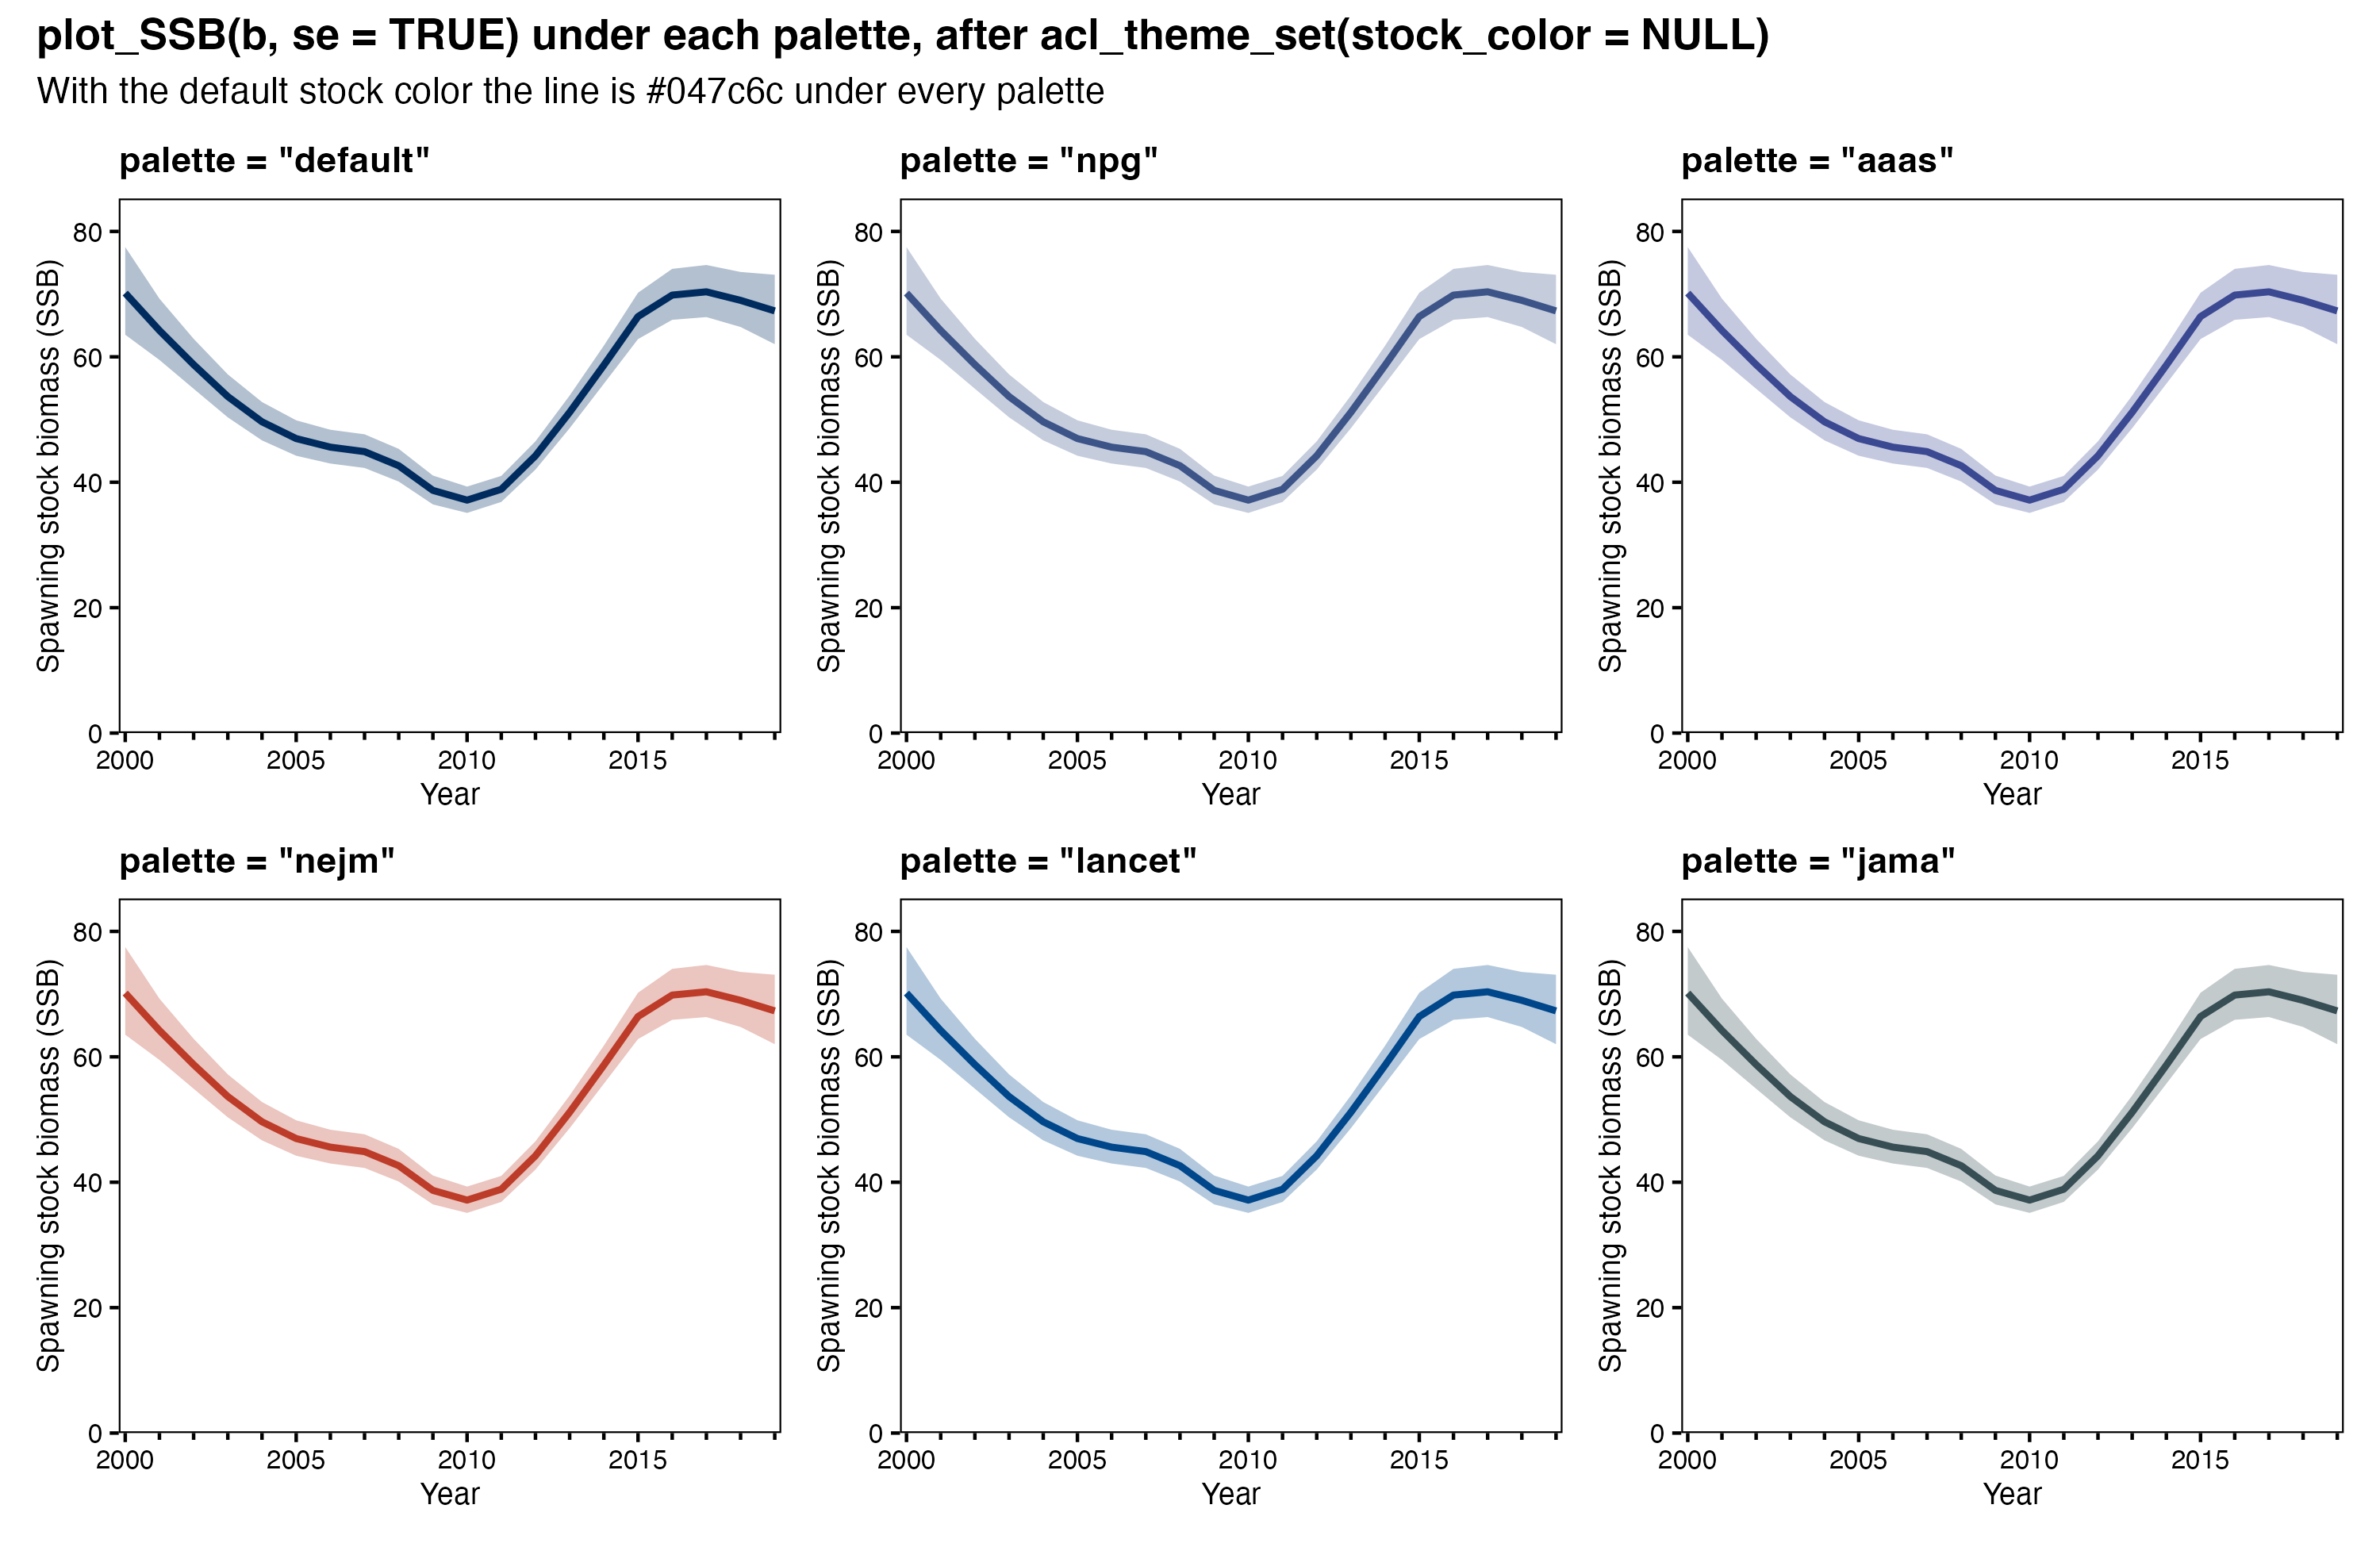 plot_SSB(b, se = TRUE) under each palette, after acl_theme_set(stock_color = NULL)
With the default stock color the line is #047c6c under every palette
palette = "default"
Spawning stock biomass (SSB)
80
60
40
20
0
2000 2005 2010 2015
Year
palette = "npg"
Spawning stock biomass (SSB)
80
60
40
20
0
2000 2005 2010 2015
Year
palette = "aaas"
Spawning stock biomass (SSB)
80
60
40
20
0
2000 2005 2010 2015
Year
palette = "nejm"
Spawning stock biomass (SSB)
80
60
40
20
0
2000 2005 2010 2015
Year
palette = "lancet"
Spawning stock biomass (SSB)
80
60
40
20
0
2000 2005 2010 2015
Year
palette = "jama"
Spawning stock biomass (SSB)
80
60
40
20
0
2000 2005 2010 2015
Year